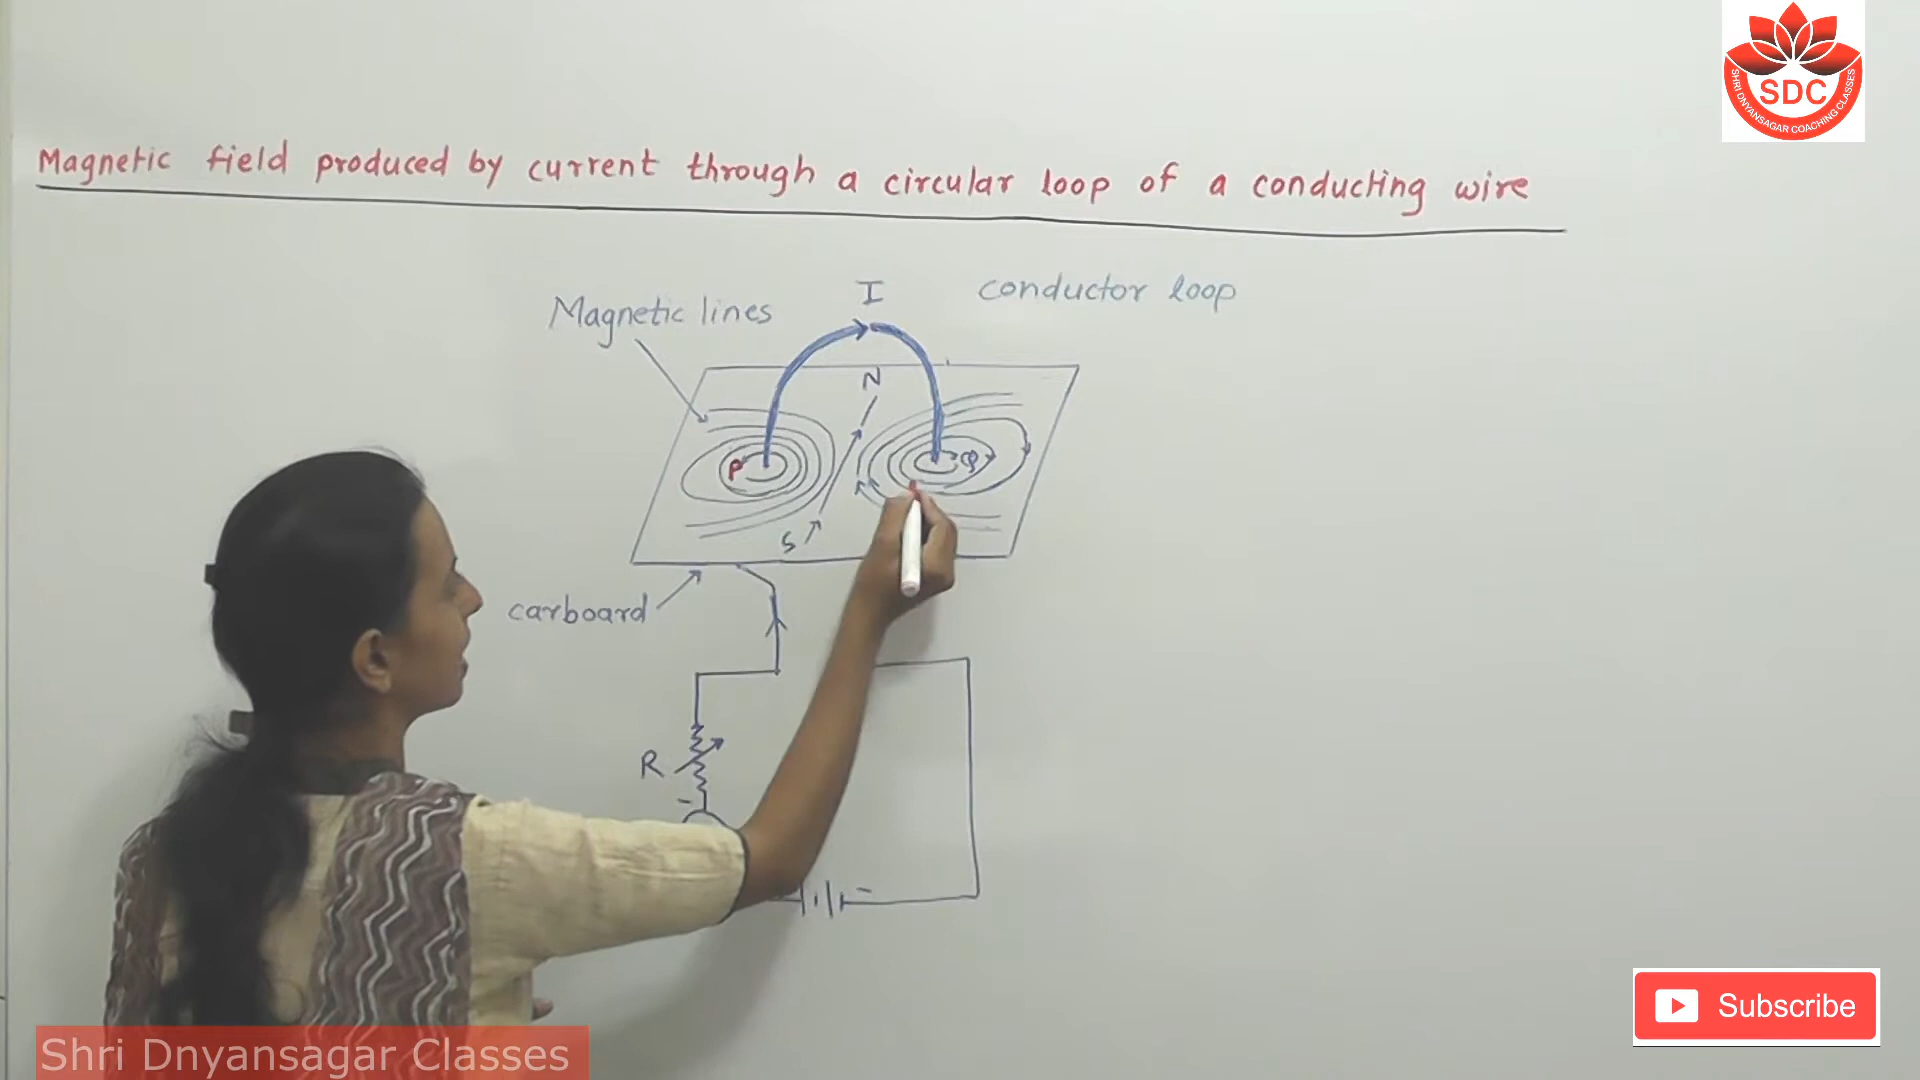 SDC
SHRI DNYANSAGAR COACHING CLASSES
Magnetic field produced by current through a circular loop of a conducting wire
I
conductor loop
Magnetic lines
N
P
Q
S
carboard
R
-
-
Subscribe
Shri Dnyansagar Classes